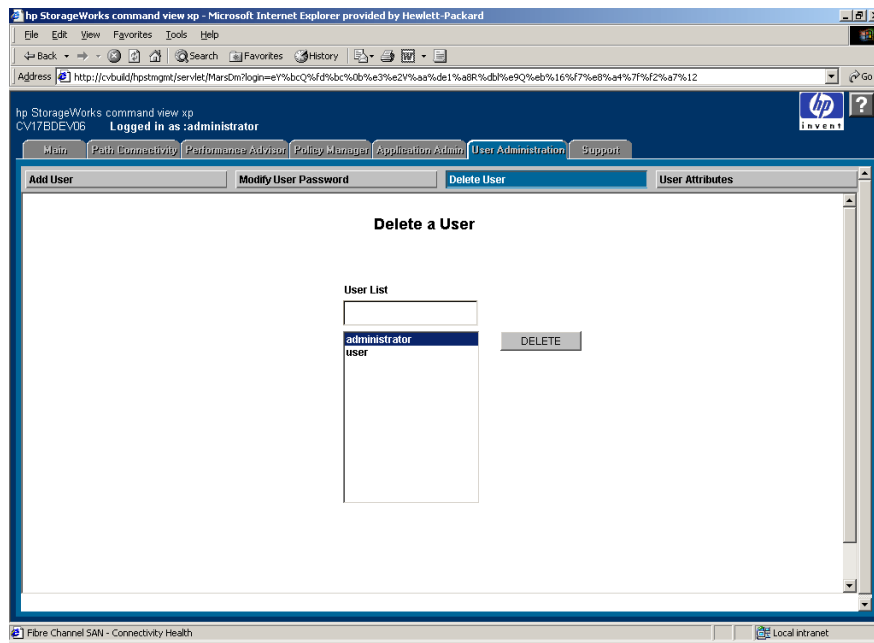 hp StorageWorks command view xp - Microsoft Internet Explorer provided by Hewlett-Packard
File Edit View Favorites Tools Help
Back Search Favorites History
Address http://cvbuild/hpstmgmt/servlet/MarsDm?login=eY%bcQ%fd%bc%0b%e3%e2V%aa%de1%a8R%dbl%e9Q%eb%16%f7%e8%a4%7f%f2%a7%12 Go
hp StorageWorks command view xp
CV17BDEV06 Logged in as :administrator
hp
invent
?
Main Path Connectivity Performance Advisor Policy Manager Application Admin User Administration Support
Add User Modify User Password Delete User User Attributes
Delete a User
User List
administrator
DELETE
user
Fibre Channel SAN - Connectivity Health Local intranet